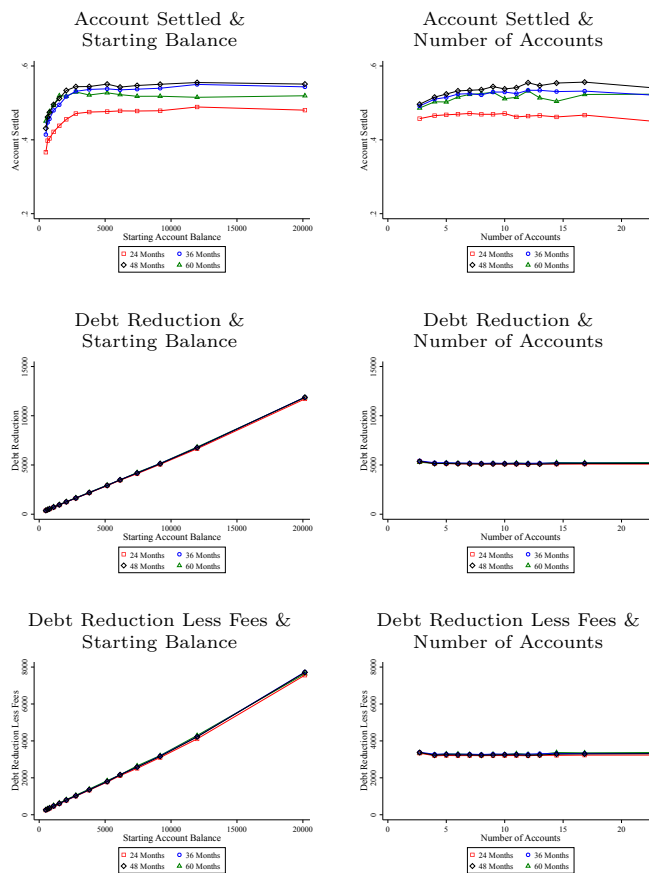 Account Settled &
Starting Balance
.6
.4
.2
Account Settled
0
5000
10000
15000
20000
Starting Account Balance
24 Months
36 Months
48 Months
60 Months
Account Settled &
Number of Accounts
.6
.4
.2
Account Settled
0
5
10
15
20
Number of Accounts
24 Months
36 Months
48 Months
60 Months
Debt Reduction &
Starting Balance
15000
10000
5000
0
Debt Reduction
0
5000
10000
15000
20000
Starting Account Balance
24 Months
36 Months
48 Months
60 Months
Debt Reduction &
Number of Accounts
15000
10000
5000
0
Debt Reduction
0
5
10
15
20
Number of Accounts
24 Months
36 Months
48 Months
60 Months
Debt Reduction Less Fees &
Starting Balance
8000
6000
4000
2000
0
Debt Reduction Less Fees
0
5000
10000
15000
20000
Starting Account Balance
24 Months
36 Months
48 Months
60 Months
Debt Reduction Less Fees &
Number of Accounts
8000
6000
4000
2000
0
Debt Reduction Less Fees
0
5
10
15
20
Number of Accounts
24 Months
36 Months
48 Months
60 Months